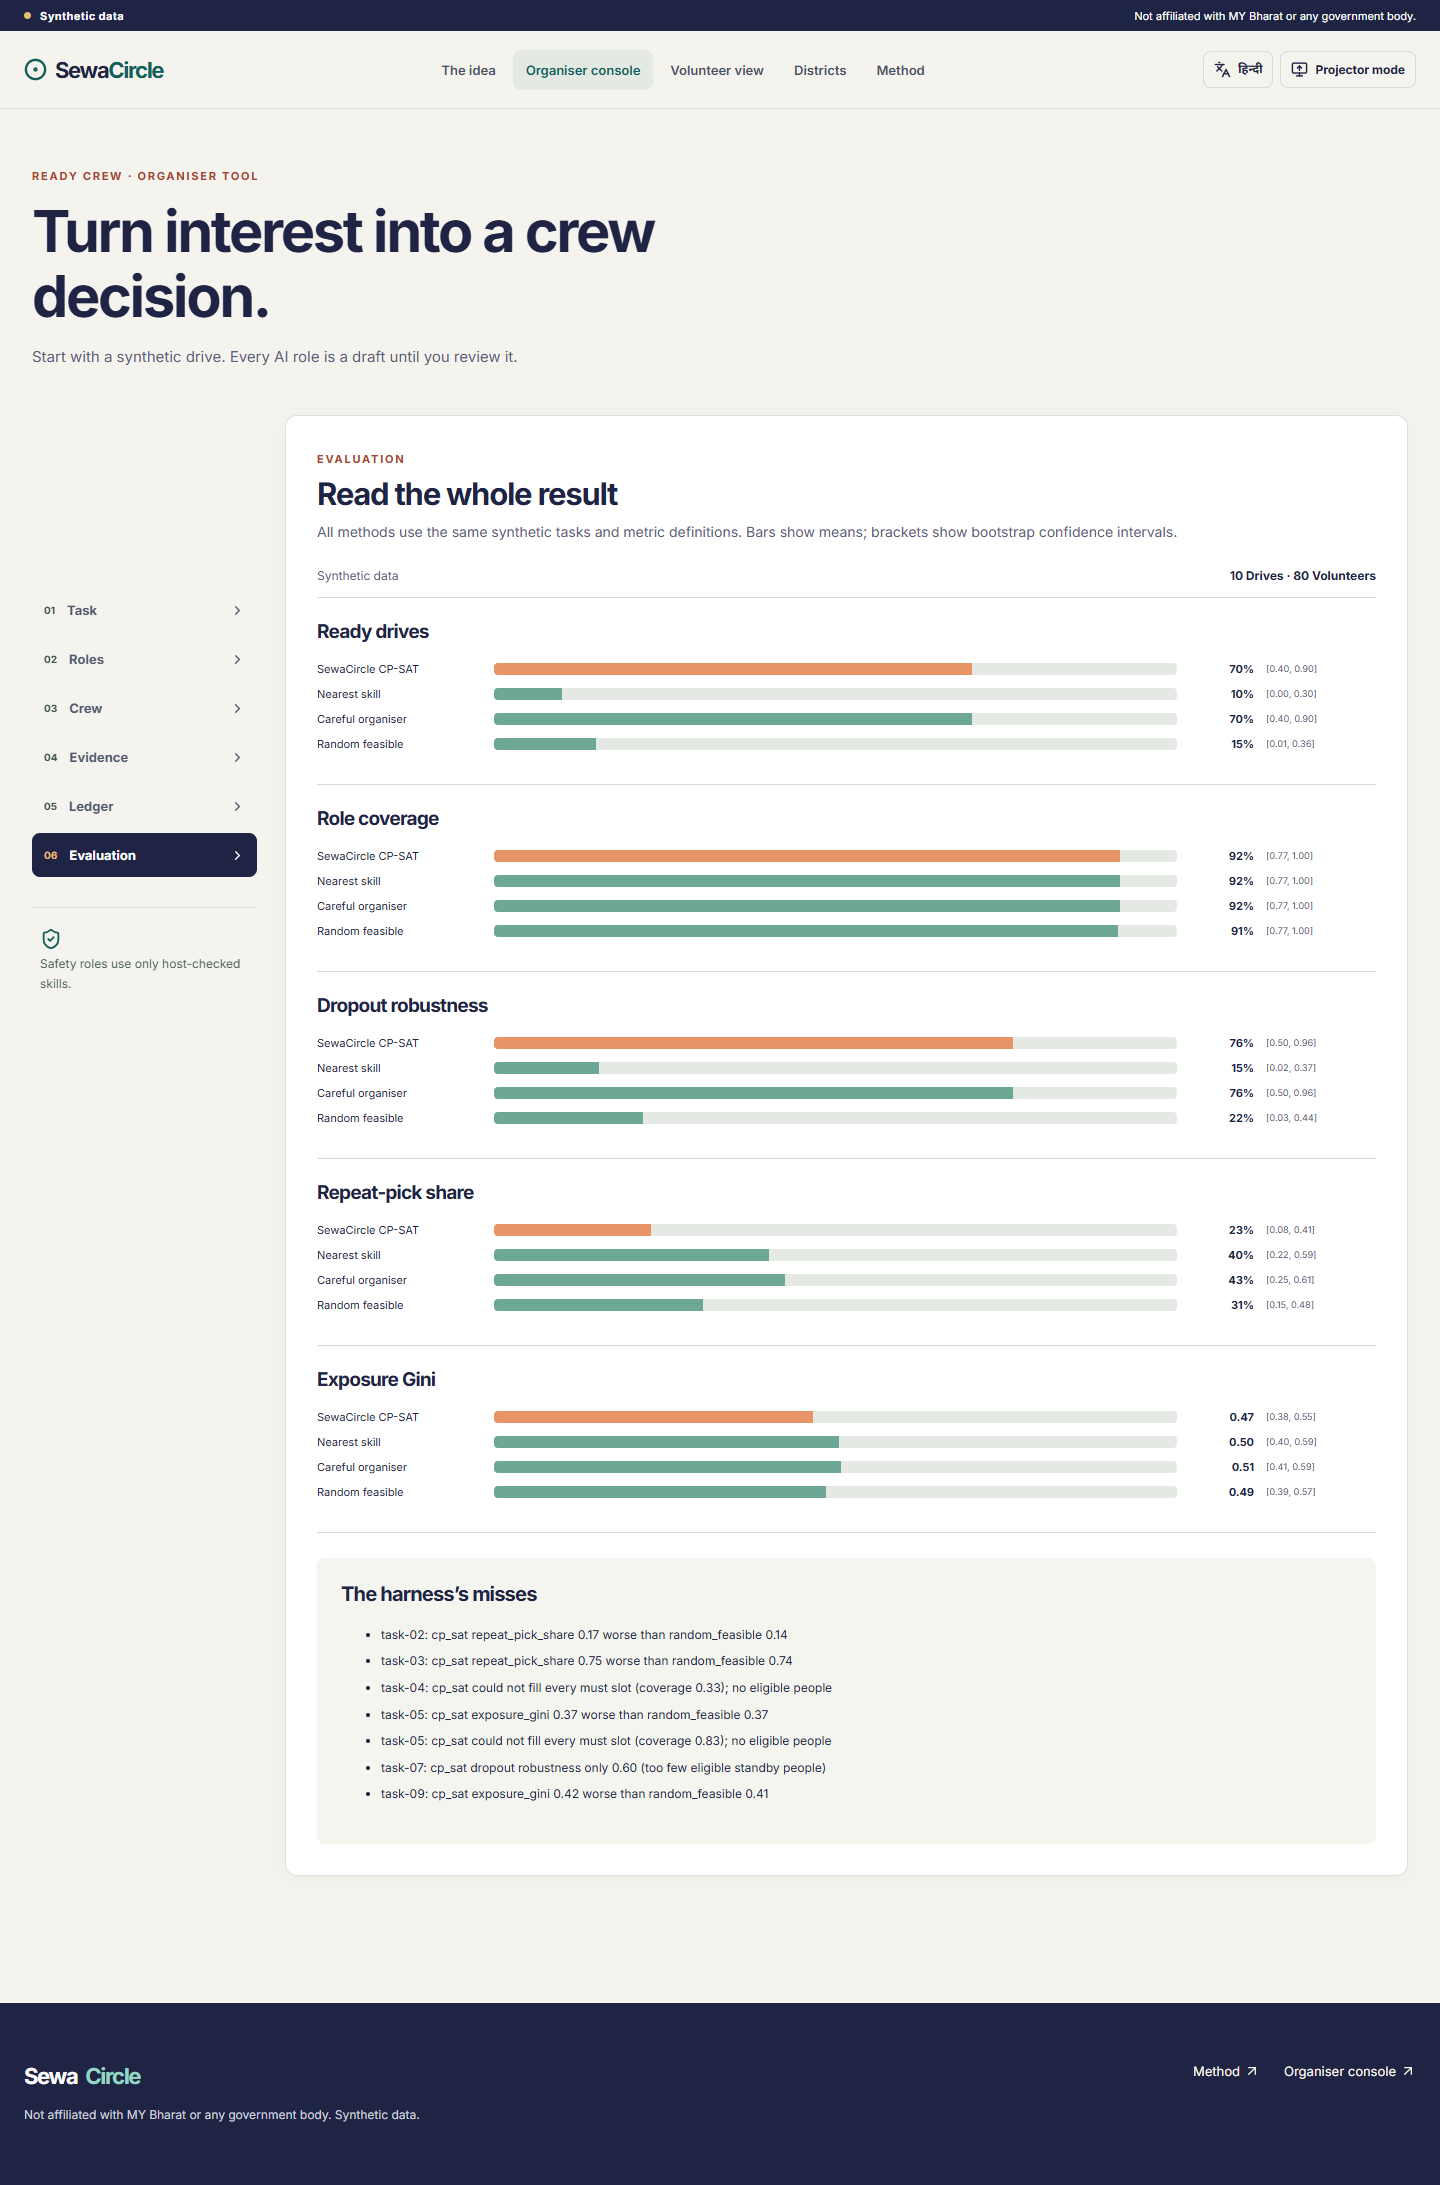 Synthetic data
Not affiliated with MY Bharat or any government body.
SewaCircle
The idea
Organiser console
Volunteer view
Districts
Method
हिन्दी
Projector mode
READY CREW · ORGANISER TOOL
Turn interest into a crew
decision.
Start with a synthetic drive. Every AI role is a draft until you review it.
01 Task
02 Roles
03 Crew
04 Evidence
05 Ledger
06 Evaluation
Safety roles use only host-checked
skills.
EVALUATION
Read the whole result
All methods use the same synthetic tasks and metric definitions. Bars show means; brackets show bootstrap confidence intervals.
Synthetic data 10 Drives · 80 Volunteers
Ready drives
SewaCircle CP-SAT 70% [0.40, 0.90]
Nearest skill 10% [0.00, 0.30]
Careful organiser 70% [0.40, 0.90]
Random feasible 15% [0.01, 0.36]
Role coverage
SewaCircle CP-SAT 92% [0.77, 1.00]
Nearest skill 92% [0.77, 1.00]
Careful organiser 92% [0.77, 1.00]
Random feasible 91% [0.77, 1.00]
Dropout robustness
SewaCircle CP-SAT 76% [0.50, 0.96]
Nearest skill 15% [0.02, 0.37]
Careful organiser 76% [0.50, 0.96]
Random feasible 22% [0.03, 0.44]
Repeat-pick share
SewaCircle CP-SAT 23% [0.08, 0.41]
Nearest skill 40% [0.22, 0.59]
Careful organiser 43% [0.25, 0.61]
Random feasible 31% [0.15, 0.48]
Exposure Gini
SewaCircle CP-SAT 0.47 [0.38, 0.55]
Nearest skill 0.50 [0.40, 0.59]
Careful organiser 0.51 [0.41, 0.59]
Random feasible 0.49 [0.39, 0.57]
The harness’s misses
• task-02: cp_sat repeat_pick_share 0.17 worse than random_feasible 0.14
• task-03: cp_sat repeat_pick_share 0.75 worse than random_feasible 0.74
• task-04: cp_sat could not fill every must slot (coverage 0.33); no eligible people
• task-05: cp_sat exposure_gini 0.37 worse than random_feasible 0.37
• task-05: cp_sat could not fill every must slot (coverage 0.83); no eligible people
• task-07: cp_sat dropout robustness only 0.60 (too few eligible standby people)
• task-09: cp_sat exposure_gini 0.42 worse than random_feasible 0.41
Sewa Circle
Method
Organiser console
Not affiliated with MY Bharat or any government body. Synthetic data.